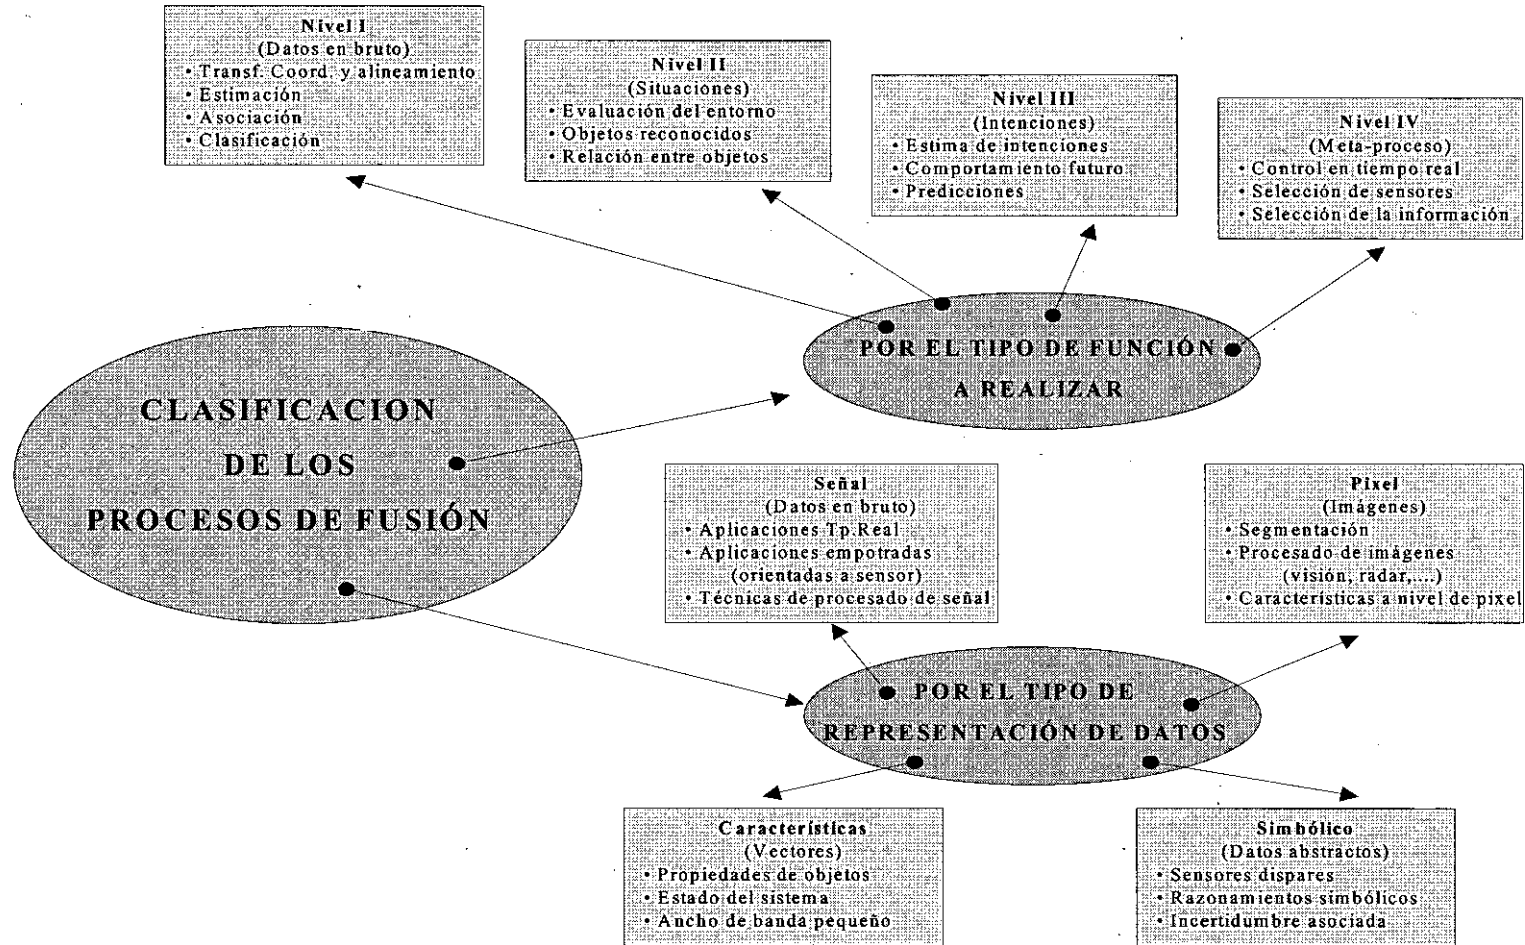 Nivel I
(Datos en bruto)
• Transf. Coord. y alineamiento
• Estimación
• Asociación
• Clasificación
Nivel II
(Situaciones)
• Evaluación del entorno
• Objetos reconocidos
• Relación entre objetos
Nivel III
(Intenciones)
• Estima de intenciones
• Comportamiento futuro
• Predicciones
Nivel IV
(Meta-proceso)
• Control en tiempo real
• Selección de sensores
• Selección de la información
POR EL TIPO DE FUNCIÓN
A REALIZAR
CLASIFICACION
DE LOS
PROCESOS DE FUSIÓN
Señal
(Datos en bruto)
• Aplicaciones Tp.Real
• Aplicaciones empotradas
(orientadas a sensor)
• Técnicas de procesado de señal
Pixel
(Imágenes)
• Segmentación
• Procesado de imágenes
(visión, radar,....)
• Características a nivel de pixel
POR EL TIPO DE
REPRESENTACIÓN DE DATOS
Características
(Vectores)
• Propiedades de objetos
• Estado del sistema
• Ancho de banda pequeño
Simbólico
(Datos abstractos)
• Sensores dispares
• Razonamientos simbólicos
• Incertidumbre asociada